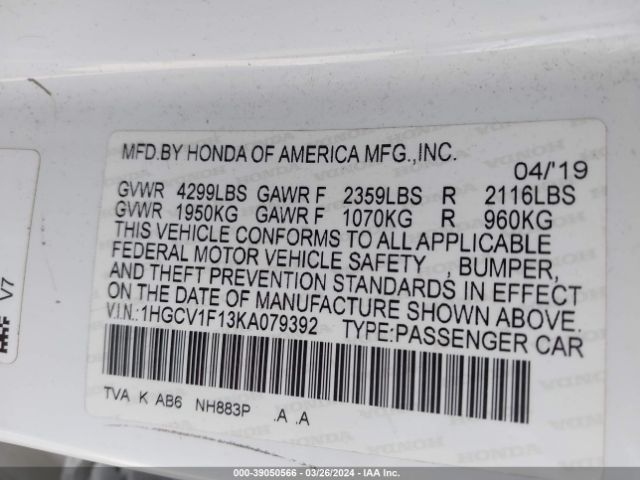 MFD.BY HONDA OF AMERICA MFG.,INC.
04/'19
GVWR 4299LBS GAWR F 2359LBS R 2116LBS
GVWR 1950KG GAWR F 1070KG R 960KG
THIS VEHICLE CONFORMS TO ALL APPLICABLE
FEDERAL MOTOR VEHICLE SAFETY , BUMPER,
AND THEFT PREVENTION STANDARDS IN EFFECT
ON THE DATE OF MANUFACTURE SHOWN ABOVE.
V.I.N.:1HGCV1F13KA079392 TYPE:PASSENGER CAR
TVA K AB6 NH883P .A .A
V7
000-39050566 - 03/26/2024 - IAA Inc.